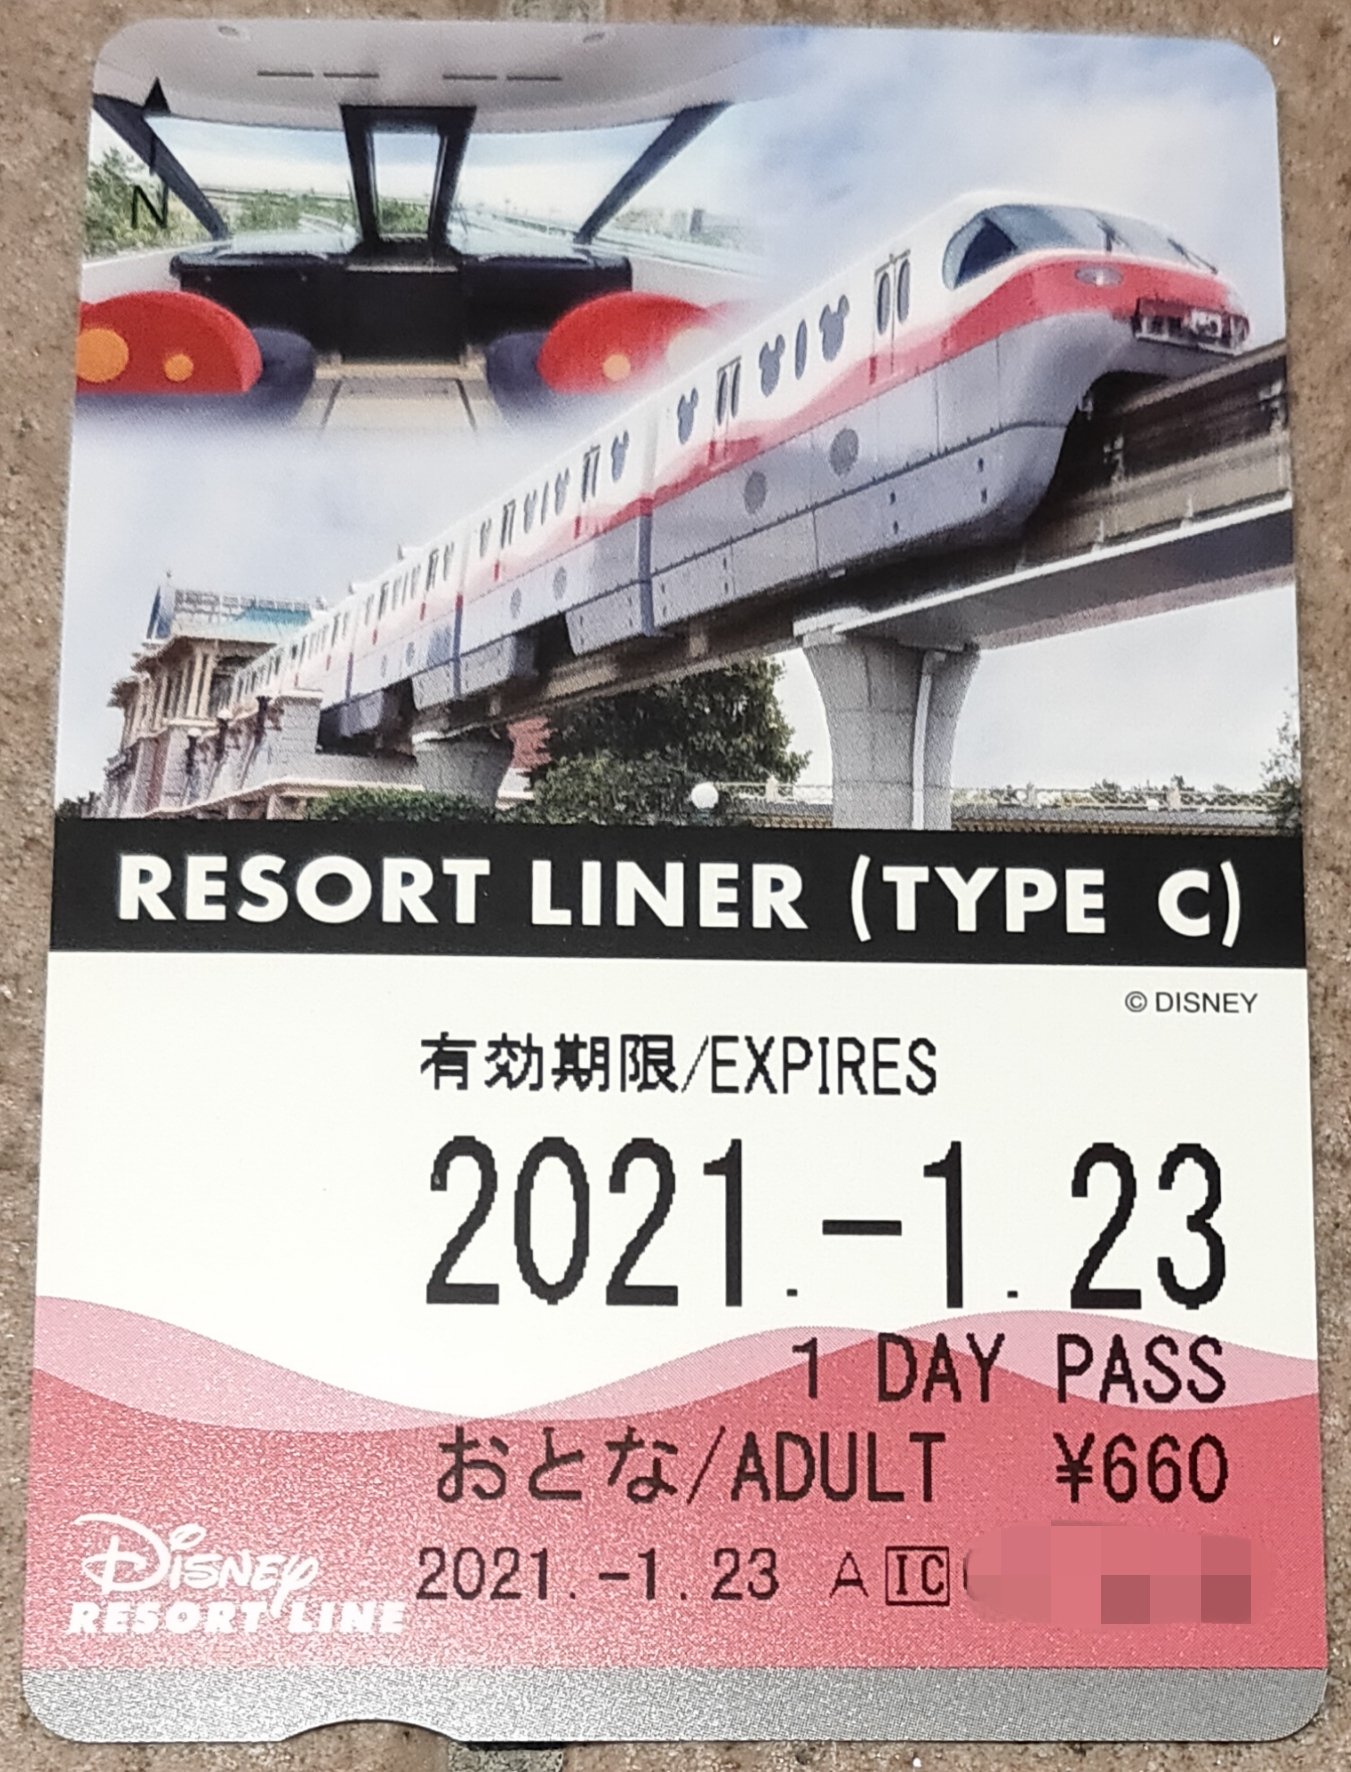 N
RESORT LINER (TYPE C)
© DISNEY
有効期限/EXPIRES
2021.-1.23
1 DAY PASS
おとな/ADULT ¥660
2021.-1.23 A IC
Disney
RESORT LINE